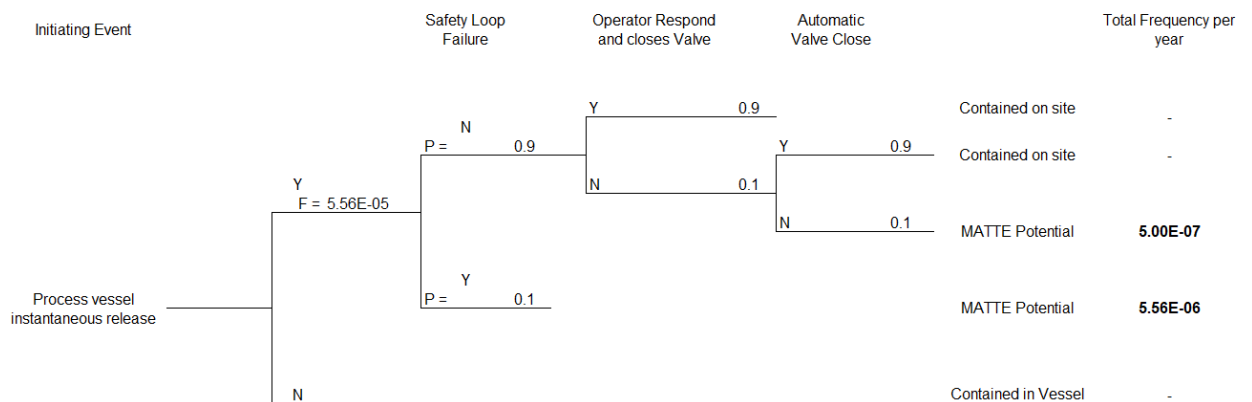 Initiating Event
Safety Loop
Failure
Operator Respond
and closes Valve
Automatic
Valve Close
Total Frequency per
year
Y 0.9
Contained on site -
N
P = 0.9
Y 0.9
Contained on site -
N 0.1
Y
F = 5.56E-05
N 0.1
MATTE Potential 5.00E-07
Y
P = 0.1
Process vessel
instantaneous release
MATTE Potential 5.56E-06
N
Contained in Vessel -